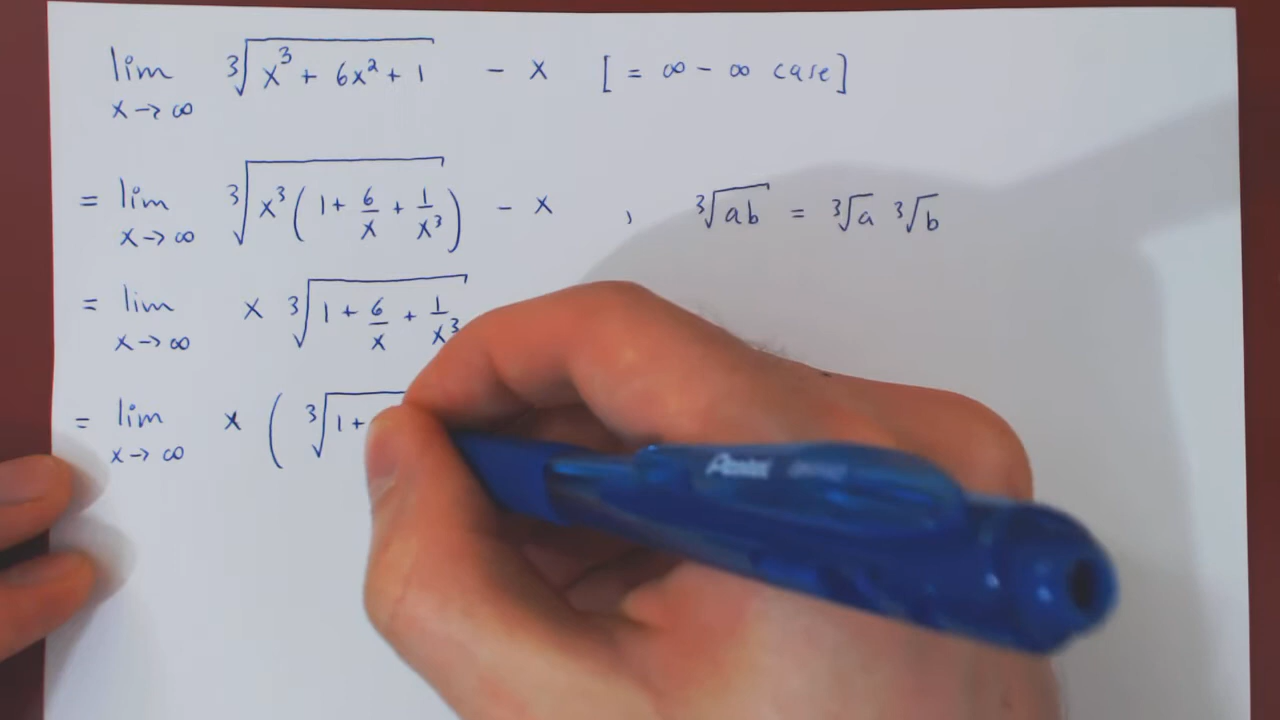 lim x→∞ ∛(x³ + 6x² + 1) - x [ = ∞ - ∞ case]
= lim x→∞ ∛(x³(1 + 6/x + 1/x³)) - x , ∛(ab) = ∛a ∛b
= lim x→∞ x ∛(1 + 6/x + 1/x³
= lim x→∞ x ( ∛(1 +
Pentel